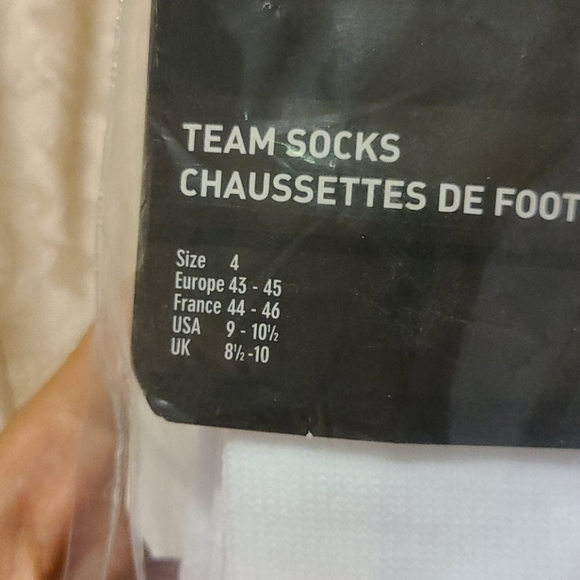 TEAM SOCKS
CHAUSSETTES DE FOOT
Size 4
Europe 43 - 45
France 44 - 46
USA 9 - 10½
UK 8½ -10